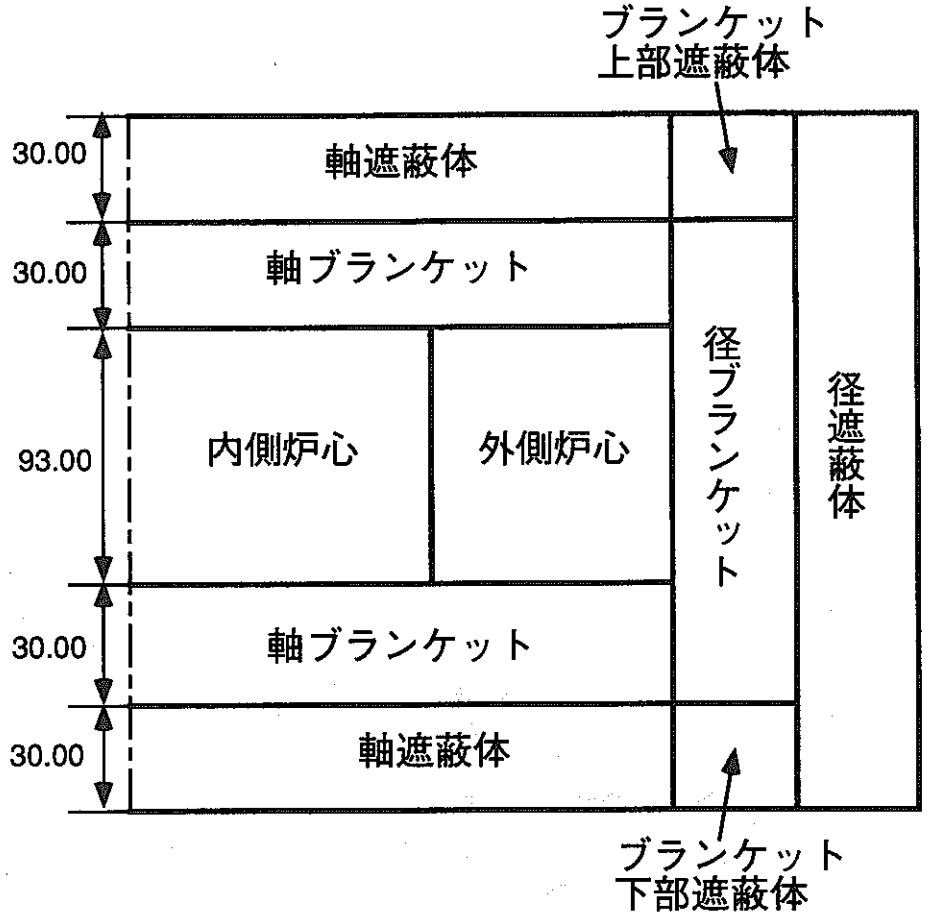 ブランケット
上部遮蔽体
30.00
軸遮蔽体
30.00
軸ブランケット
径ブランケット
径遮蔽体
93.00
内側炉心
外側炉心
30.00
軸ブランケット
30.00
軸遮蔽体
ブランケット
下部遮蔽体